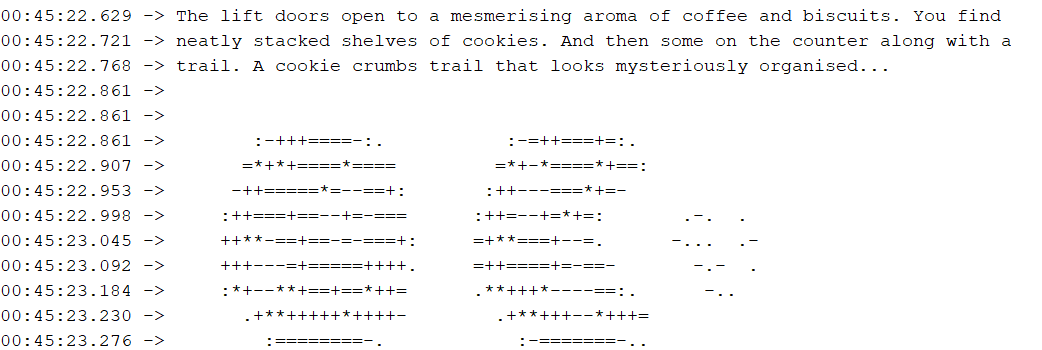 00:45:22.629 -> The lift doors open to a mesmerising aroma of coffee and biscuits. You find
00:45:22.721 -> neatly stacked shelves of cookies. And then some on the counter along with a
00:45:22.768 -> trail. A cookie crumbs trail that looks mysteriously organised...
00:45:22.861 ->
00:45:22.861 ->
00:45:22.861 ->        :-+++====-:.           :-=++===+=:.
00:45:22.907 ->       =*+*+====*====         =*+-*====*+==:
00:45:22.953 ->      -++=====*=--==+:       :++---===*+=-
00:45:22.998 ->     :++===+==--+=-===      :++=--+=*+=:       .-.  .
00:45:23.045 ->     ++**-==+==-=-===+:     =+**===+--=.      -...  .-
00:45:23.092 ->     +++---=+=====++++.     =++====+=-==-       -.-  .
00:45:23.184 ->     :*+--**+==+==*++=      .**+++*----==:.      -..
00:45:23.230 ->       .+**+++++*++++-        .+**+++--*+++=
00:45:23.276 ->         :========-.            :-=======-..